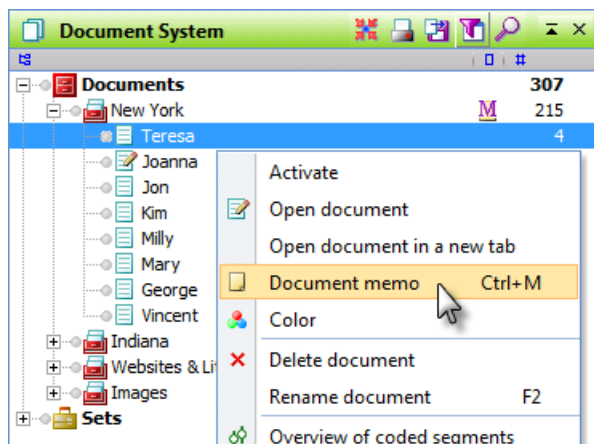 Document System
#
Documents 307
New York M 215
Teresa 4
Joanna
Jon
Kim
Milly
Mary
George
Vincent
Indiana
Websites & Li
Images
Sets
Activate
Open document
Open document in a new tab
Document memo Ctrl+M
Color
Delete document
Rename document F2
Overview of coded segments